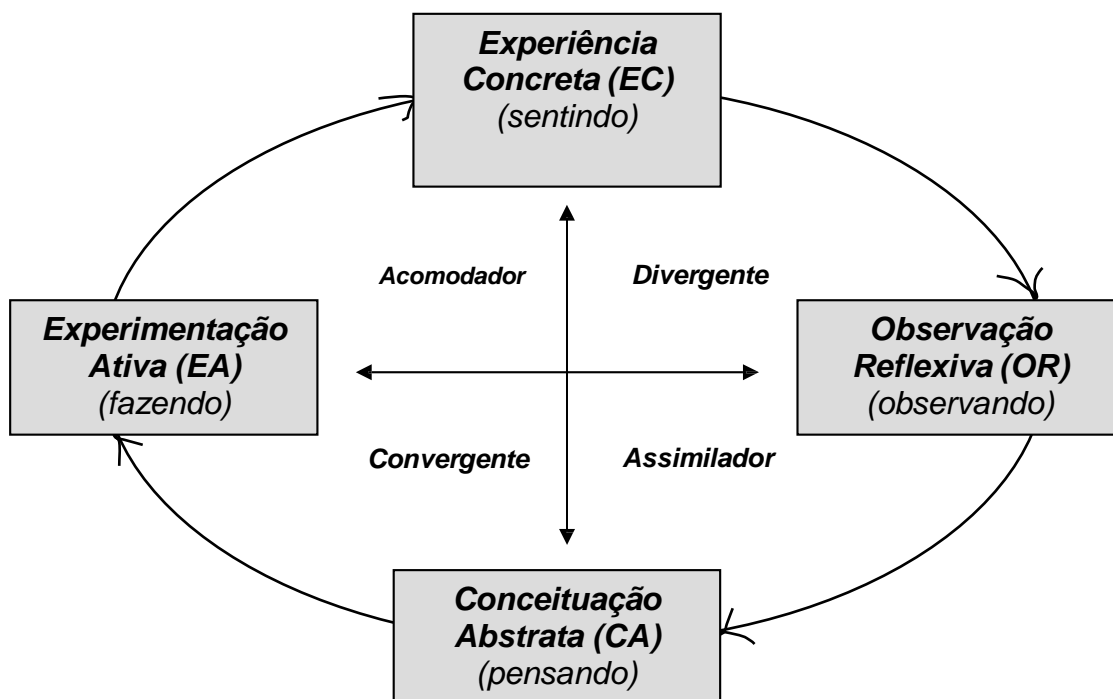 Experiência
Concreta (EC)
(sentindo)
Acomodador
Divergente
Experimentação
Ativa (EA)
(fazendo)
Observação
Reflexiva (OR)
(observando)
Convergente
Assimilador
Conceituação
Abstrata (CA)
(pensando)